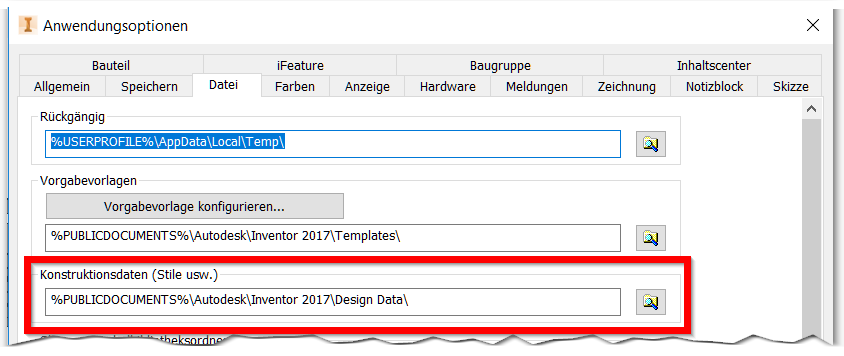 Anwendungsoptionen
Bauteil iFeature Baugruppe Inhaltscenter
Allgemein Speichern Datei Farben Anzeige Hardware Meldungen Zeichnung Notizblock Skizze
Rückgängig
%USERPROFILE%\AppData\Local\Temp\
Vorgabevorlagen
Vorgabevorlage konfigurieren...
%PUBLICDOCUMENTS%\Autodesk\Inventor 2017\Templates\
Konstruktionsdaten (Stile usw.)
%PUBLICDOCUMENTS%\Autodesk\Inventor 2017\Design Data\